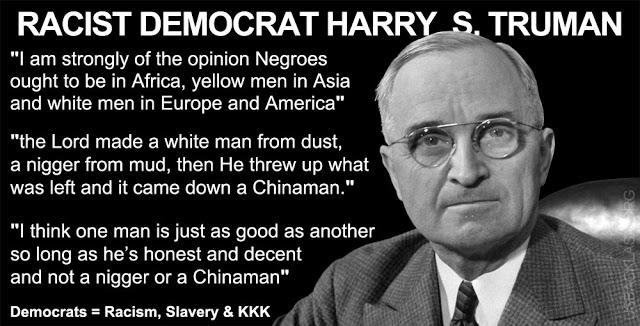 RACIST DEMOCRAT HARRY S. TRUMAN
"I am strongly of the opinion Negroes
ought to be in Africa, yellow men in Asia
and white men in Europe and America"
"the Lord made a white man from dust,
a nigger from mud, then He threw up what
was left and it came down a Chinaman."
"I think one man is just as good as another
so long as he's honest and decent
and not a nigger or a Chinaman"
Democrats = Racism, Slavery & KKK